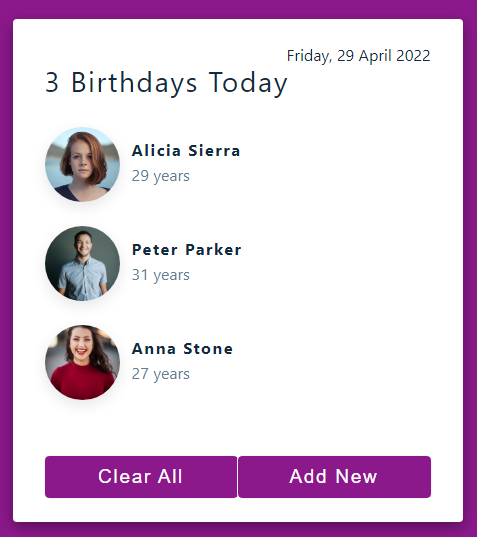 Friday, 29 April 2022
3 Birthdays Today
Alicia Sierra
29 years
Peter Parker
31 years
Anna Stone
27 years
Clear All
Add New